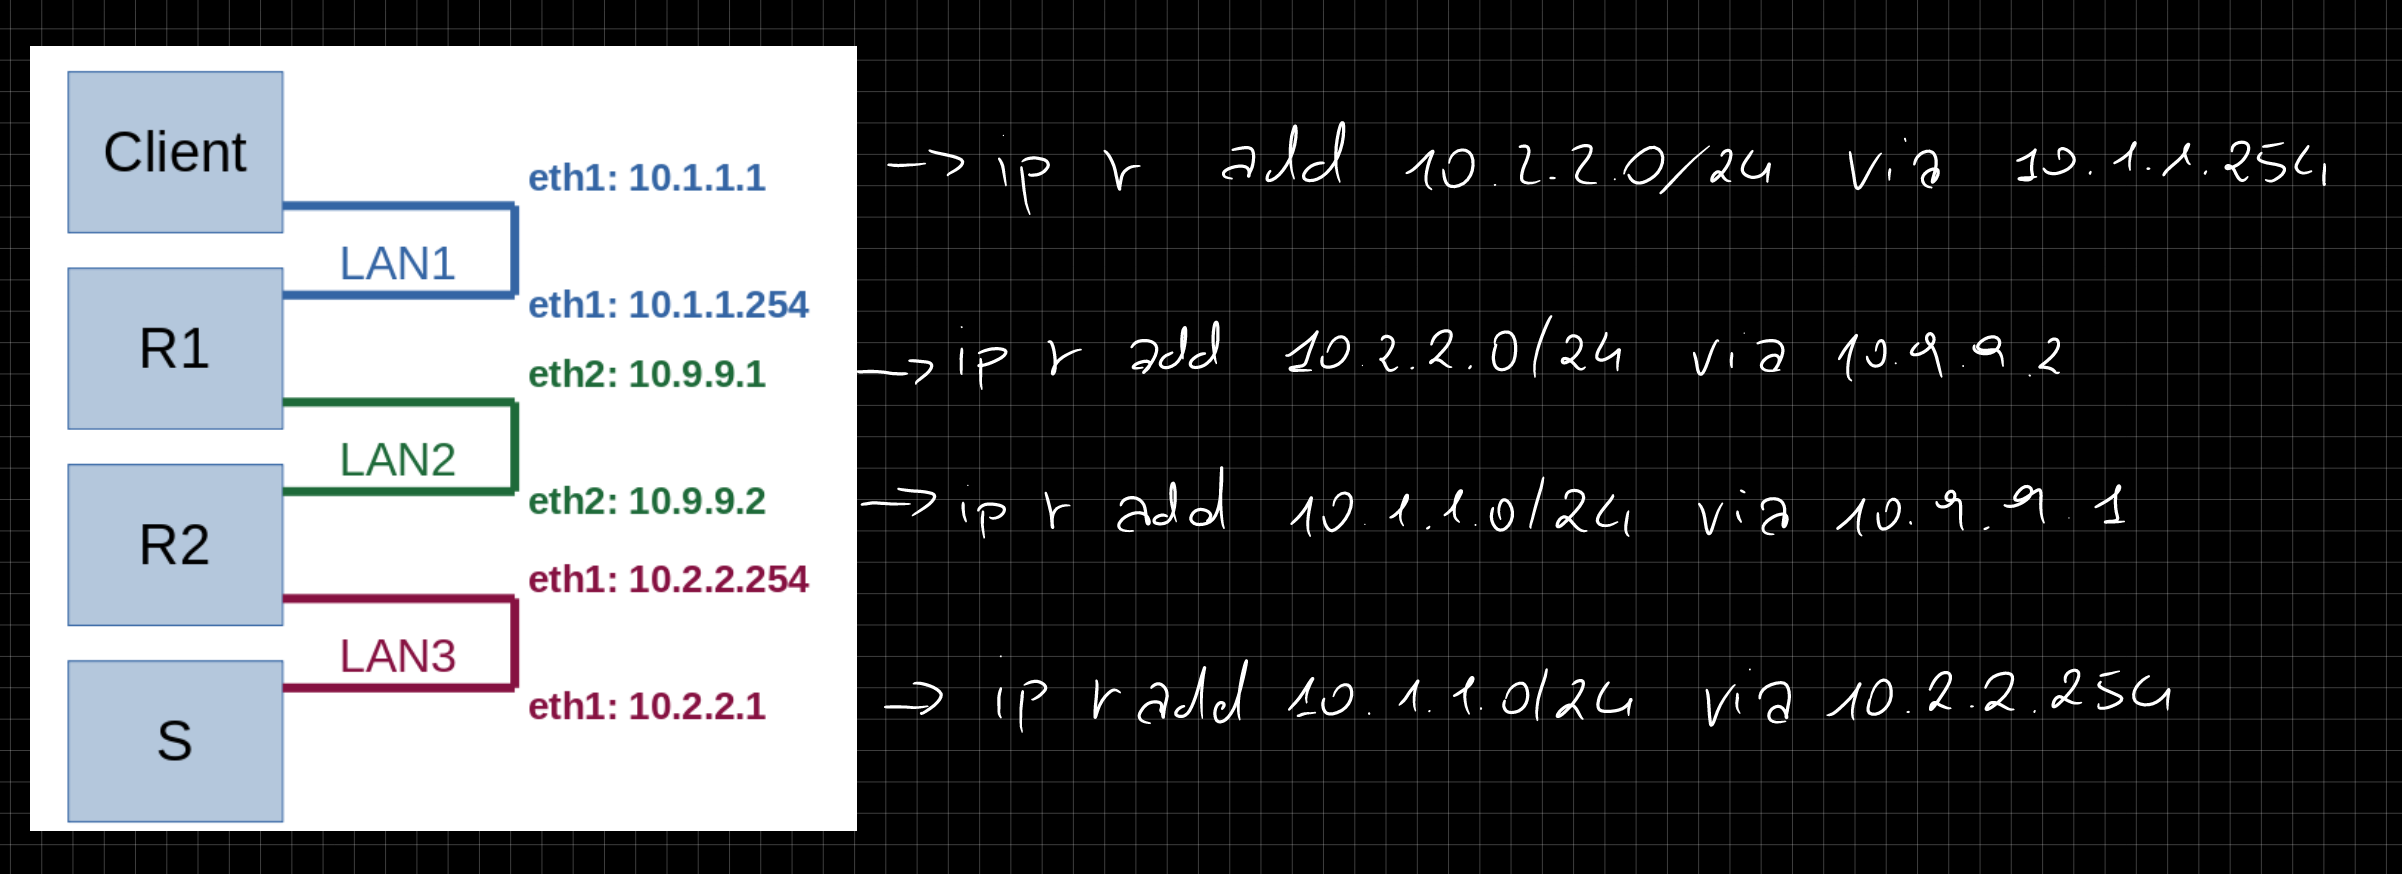 Client
eth1: 10.1.1.1
→ ip r add 10.2.2.0/24 via 10.1.1.254
LAN1
eth1: 10.1.1.254
R1
eth2: 10.9.9.1
→ ip r add 10.2.2.0/24 via 10.9.9.2
LAN2
eth2: 10.9.9.2
→ ip r add 10.1.1.0/24 via 10.9.9.1
R2
eth1: 10.2.2.254
LAN3
eth1: 10.2.2.1
→ ip r add 10.1.1.0/24 via 10.2.2.254
S